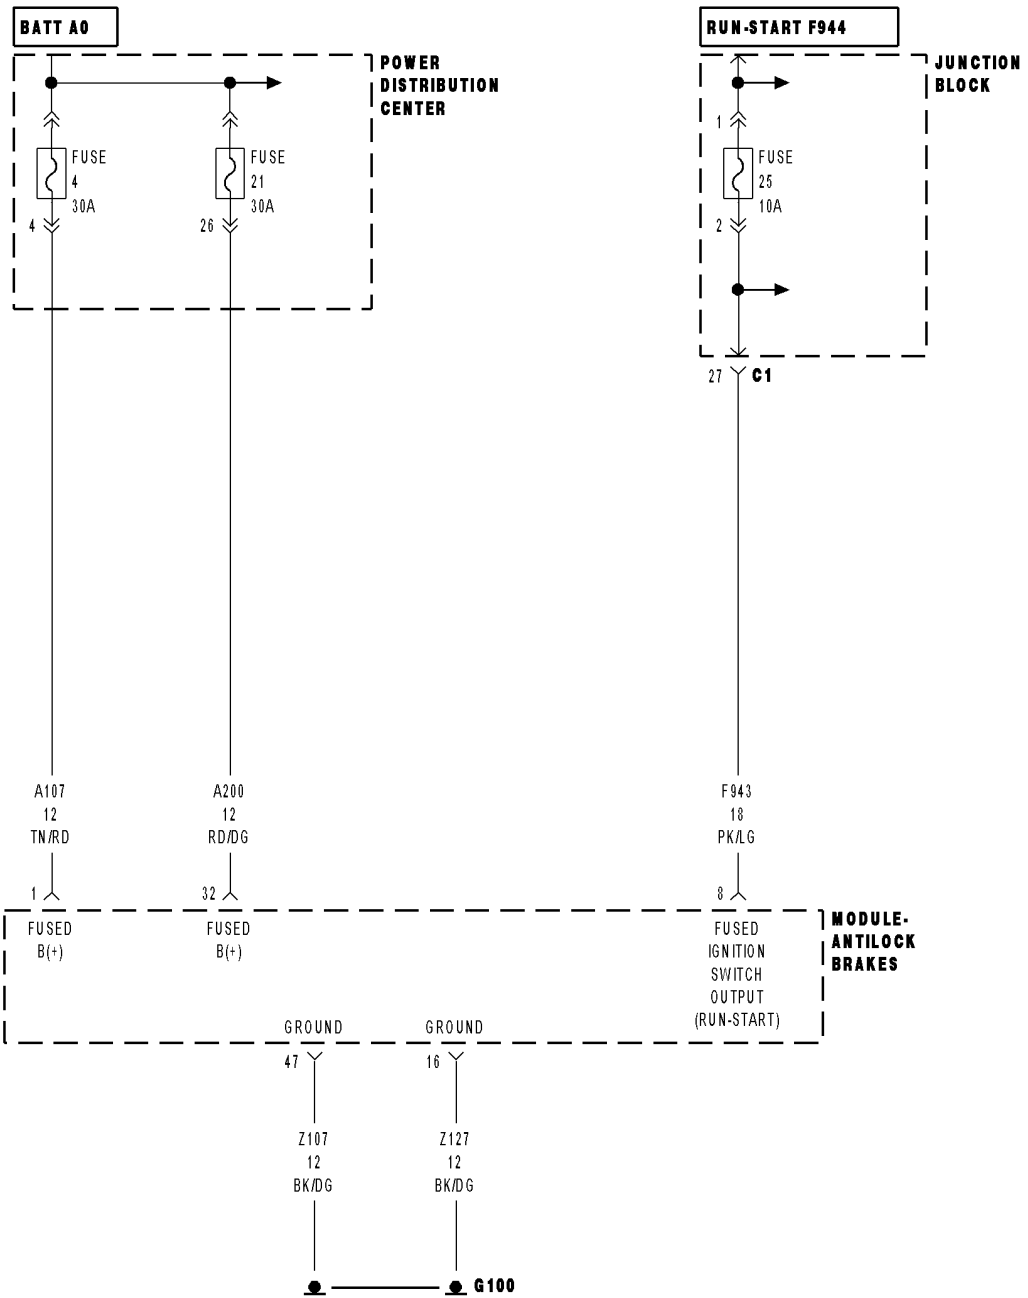 BATT A0
RUN-START F944
POWER
DISTRIBUTION
CENTER
JUNCTION
BLOCK
FUSE
4
30A
4
FUSE
21
30A
26
1
FUSE
25
10A
2
27
C1
A107
12
TN/RD
1
A200
12
RD/DG
32
F943
18
PK/LG
8
FUSED
B(+)
FUSED
B(+)
FUSED
IGNITION
SWITCH
OUTPUT
(RUN-START)
MODULE-
ANTILOCK
BRAKES
GROUND
GROUND
47
16
Z107
12
BK/DG
Z127
12
BK/DG
G100